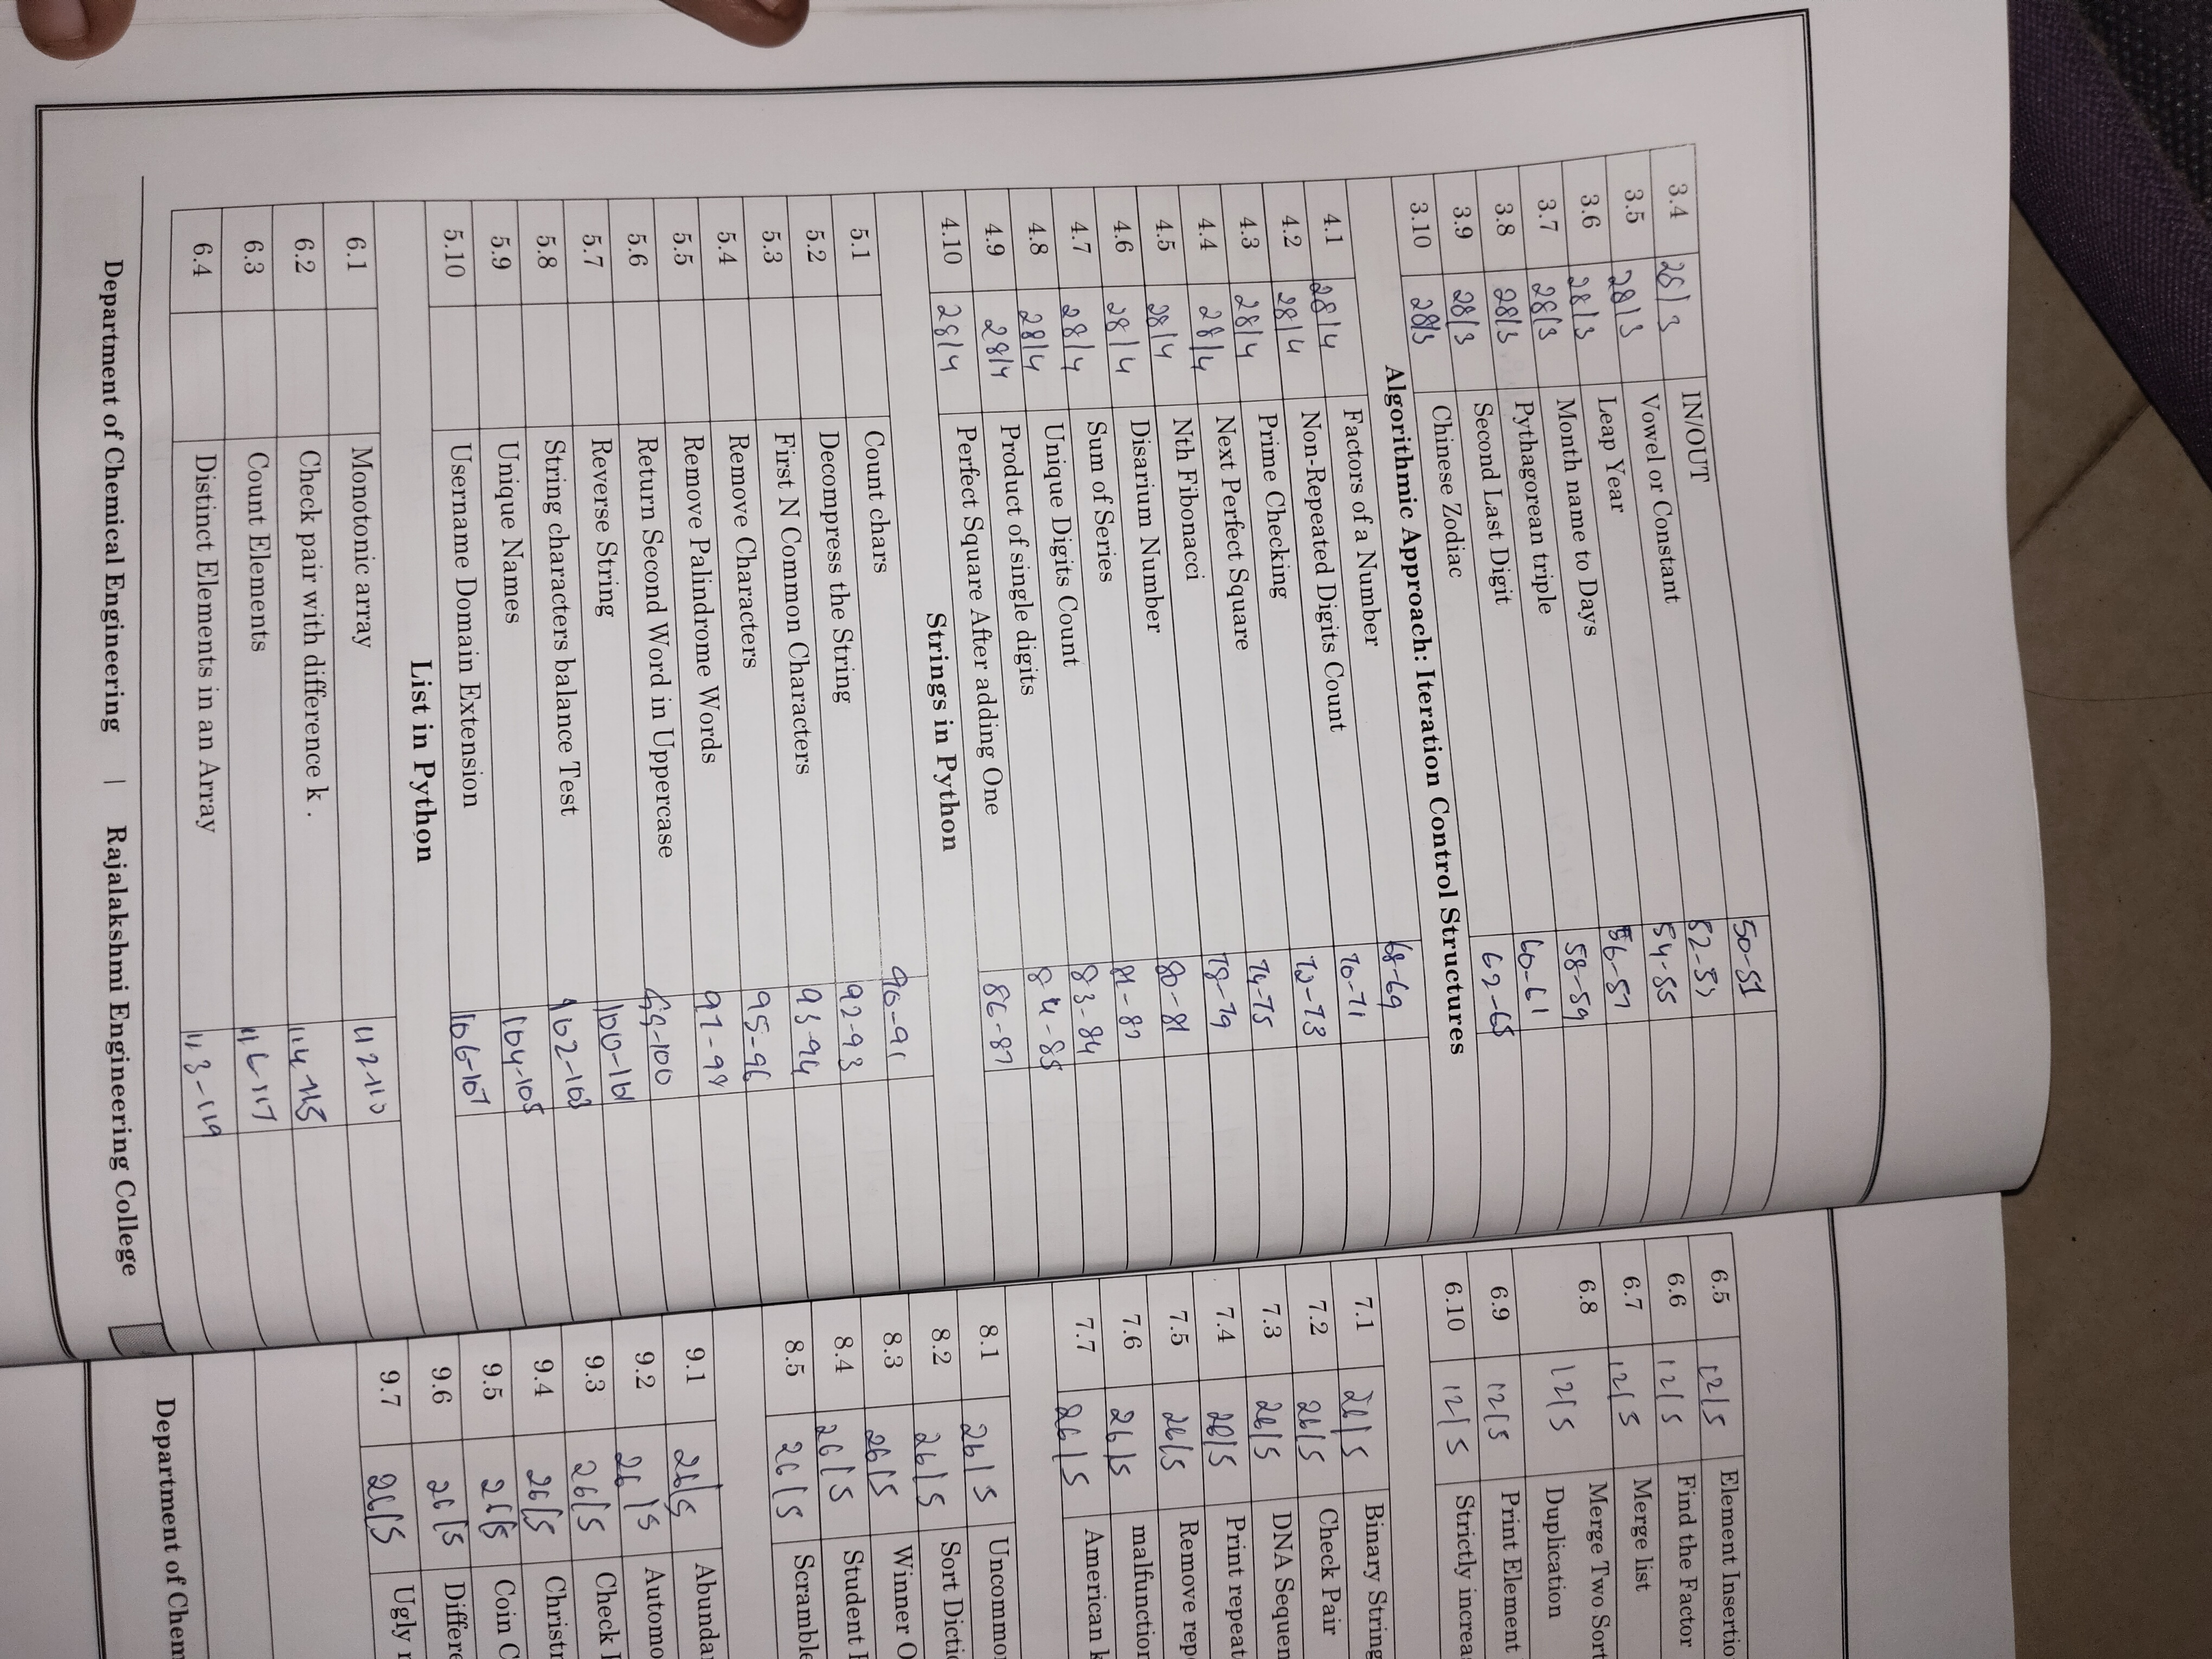 3.4 28/3 IN/OUT 50-51
3.5 28/3 Vowel or Constant 52-53
3.6 28/3 Leap Year 54-55
3.7 28/3 Month name to Days 56-57
3.8 28/3 Pythagorean triple 58-59
3.9 28/3 Second Last Digit 60-61
3.10 28/3 Chinese Zodiac 62-65
Algorithmic Approach: Iteration Control Structures
4.1 28/4 Factors of a Number 68-69
4.2 28/4 Non-Repeated Digits Count 70-71
4.3 28/4 Prime Checking 72-73
4.4 28/4 Next Perfect Square 74-75
4.5 28/4 Nth Fibonacci 78-79
4.6 28/4 Disarium Number 80-81
4.7 28/4 Sum of Series
4.8 28/4 Unique Digits Count 83-84
4.9 28/4 Product of single digits 84-85
4.10 28/4 Perfect Square After adding One 86-87
Strings in Python
5.1 Count chars 90-91
5.2 Decompress the String 92-93
5.3 First N Common Characters 93-94
5.4 Remove Characters 95-96
5.5 Remove Palindrome Words 97-98
5.6 Return Second Word in Uppercase 99-100
5.7 Reverse String 100-101
5.8 String characters balance Test 102-103
5.9 Unique Names 104-105
5.10 Username Domain Extension 106-107
List in Python
6.1 Monotonic array
6.2 Check pair with difference k . 114-115
6.3 Count Elements 116-117
6.4 Distinct Elements in an Array 113-119
Department of Chemical Engineering | Rajalakshmi Engineering College
6.5 12/5 Element Insertio
6.6 12/5 Find the Factor
6.7 12/5 Merge list
6.8 12/5 Merge Two Sort
Duplication
6.9 12/5 Print Element
6.10 12/5 Strictly increa
7.1 26/5 Binary String
7.2 26/5 Check Pair
7.3 26/5 DNA Sequen
7.4 26/5 Print repeat
7.5 26/5 Remove rep
7.6 26/5 malfunction
7.7 26/5 American k
8.1 26/5 Uncommon
8.2 26/5 Sort Dictio
8.3 26/5 Winner O
8.4 26/5 Student
8.5 26/5 Scramble
9.1 26/5 Abunda
9.2 26/5 Automo
9.3 26/5 Check
9.4 26/5 Christm
9.5 26/5 Coin C
9.6 26/5 Differe
9.7 26/5 Ugly
Department of Chem